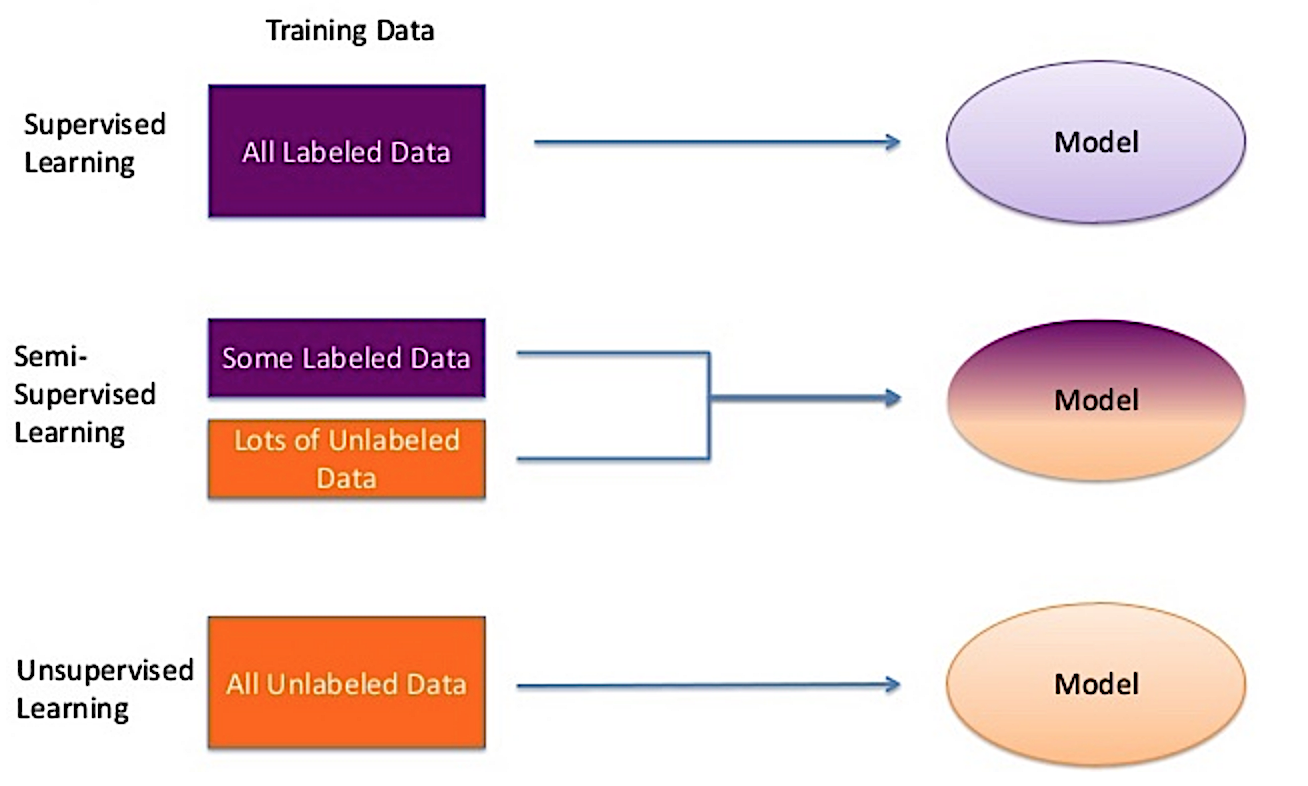 Training Data
Supervised
Learning
All Labeled Data
Model
Semi-
Supervised
Learning
Some Labeled Data
Lots of Unlabeled
Data
Model
Unsupervised
Learning
All Unlabeled Data
Model